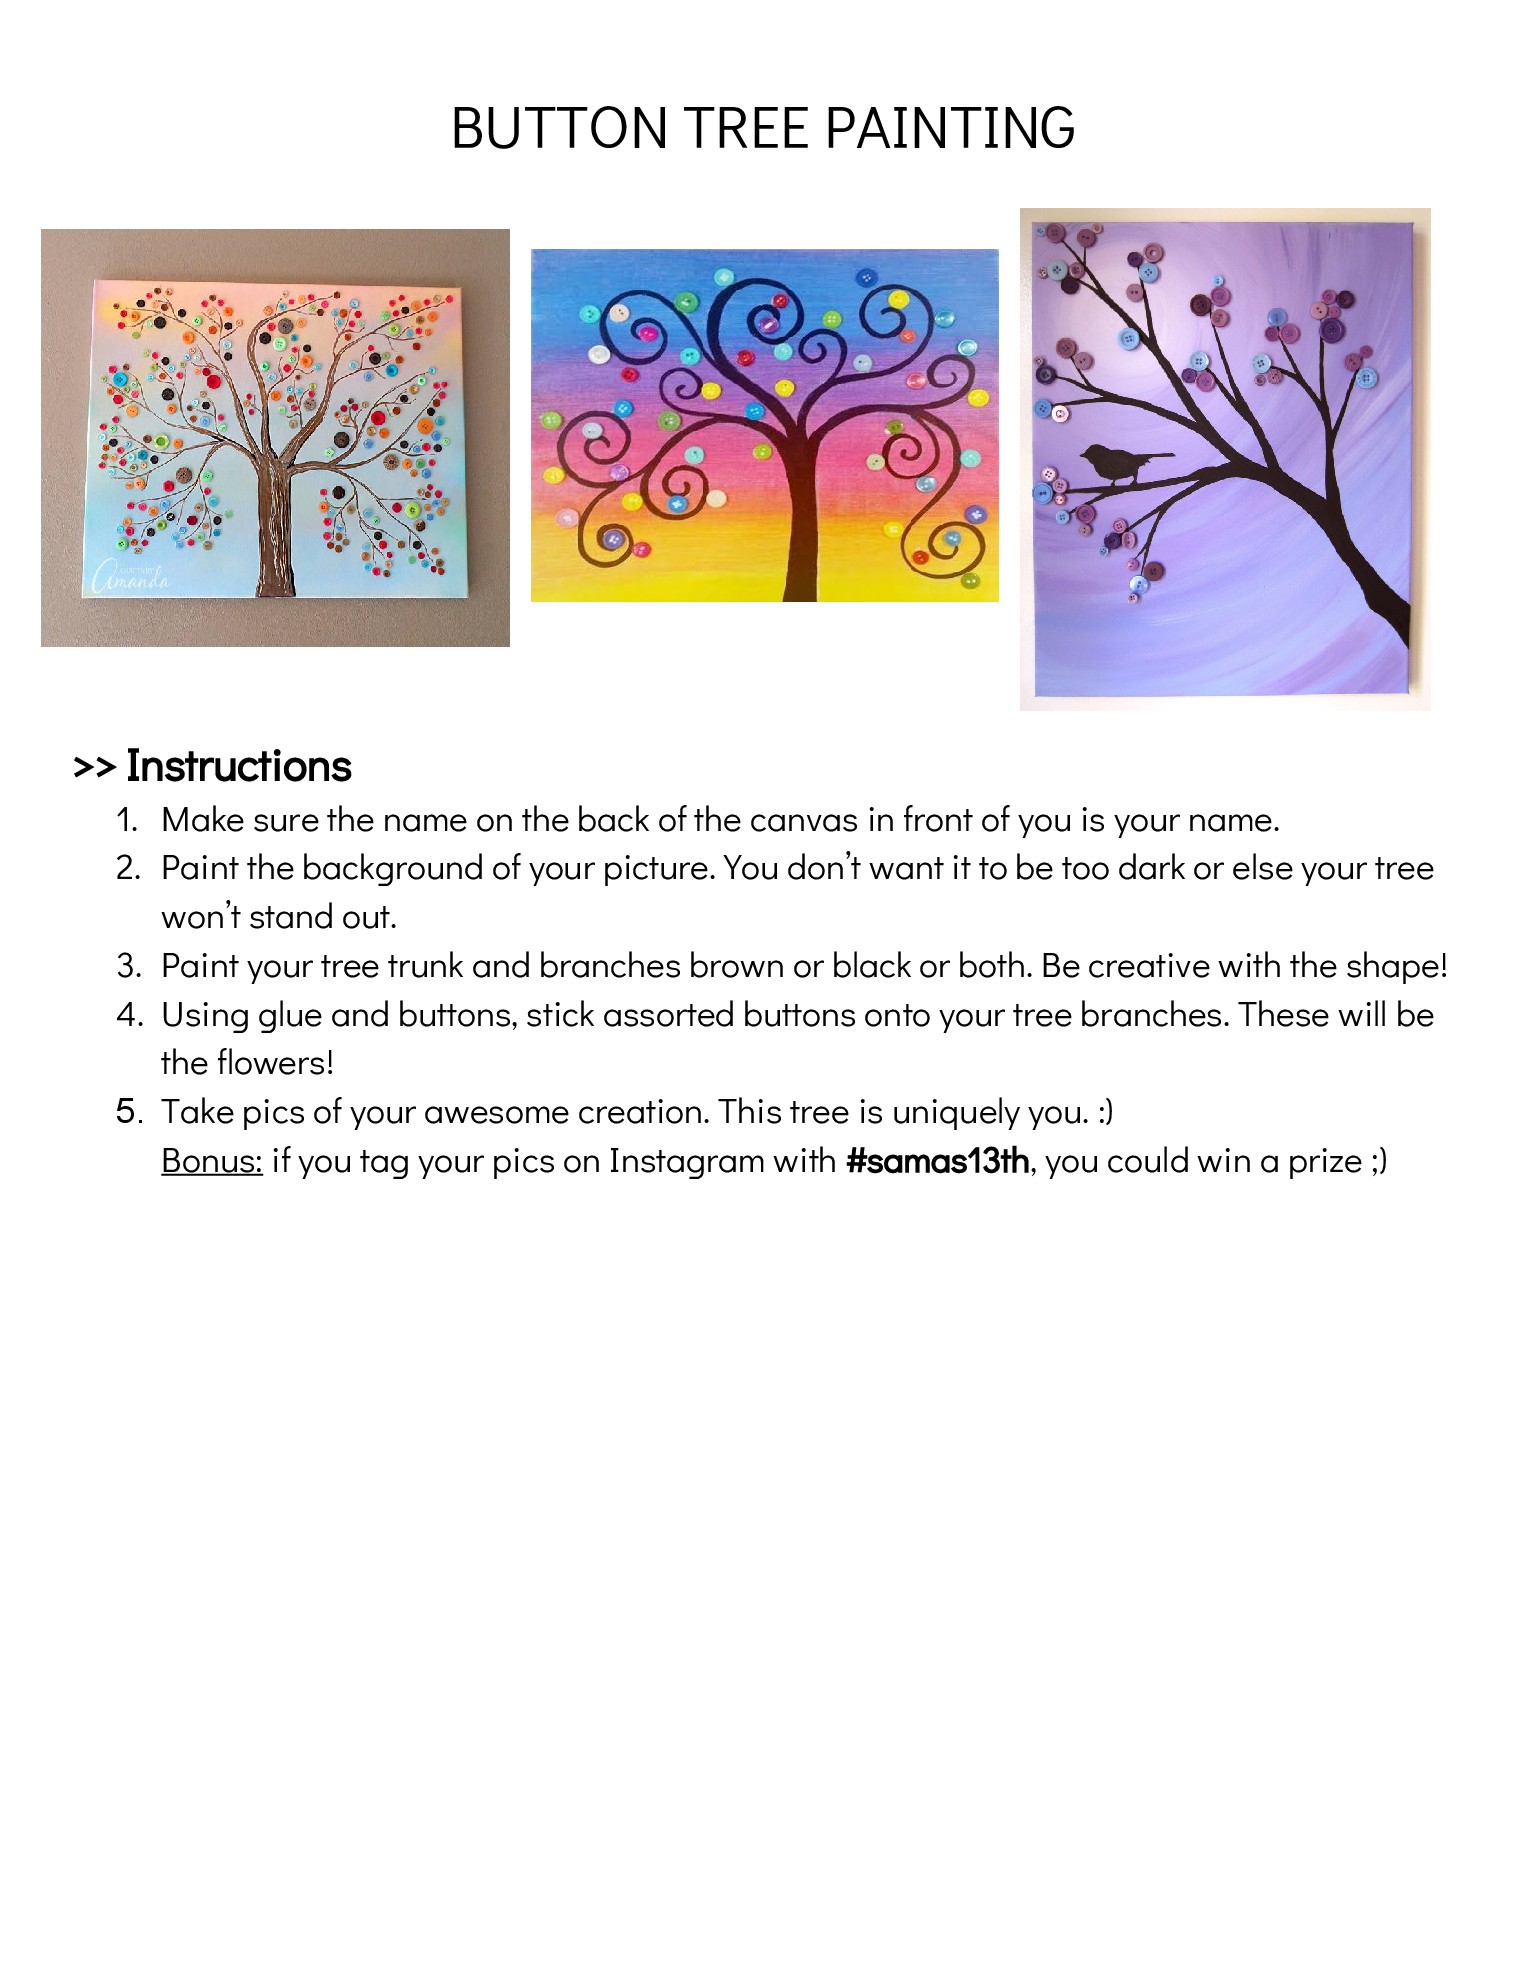 BUTTON TREE PAINTING
Amanda
>> Instructions
1. Make sure the name on the back of the canvas in front of you is your name.
2. Paint the background of your picture. You don’t want it to be too dark or else your tree
won’t stand out.
3. Paint your tree trunk and branches brown or black or both. Be creative with the shape!
4. Using glue and buttons, stick assorted buttons onto your tree branches. These will be
the flowers!
5. Take pics of your awesome creation. This tree is uniquely you. :)
Bonus: if you tag your pics on Instagram with #samas13th, you could win a prize ;)